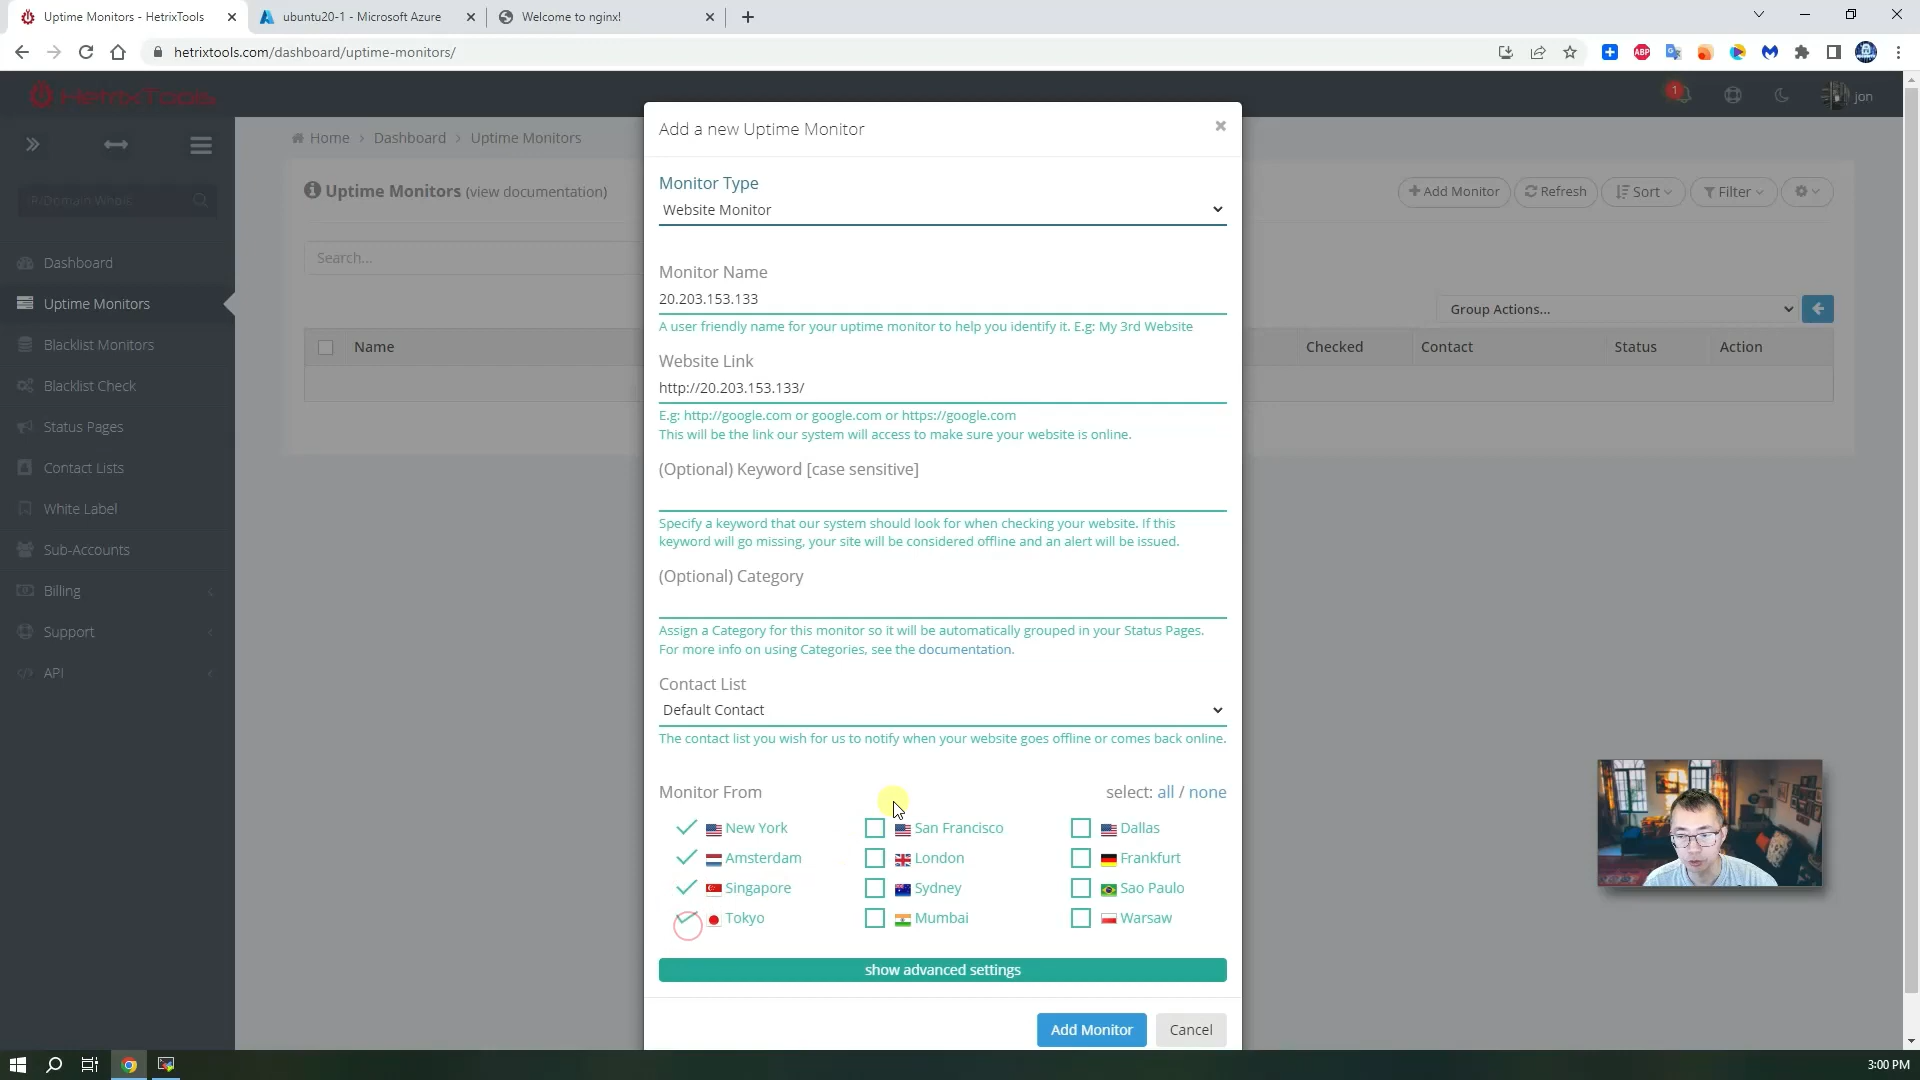 Uptime Monitors - HetrixTools
ubuntu20-1 - Microsoft Azure
Welcome to nginx!
hetrixtools.com/dashboard/uptime-monitors/
ABP
HetrixTools
1
jon
Home > Dashboard > Uptime Monitors
IP/Domain Whois
Uptime Monitors (view documentation)
Add Monitor
Refresh
Sort
Filter
Search...
Group Actions...
Name
Checked
Contact
Status
Action
Dashboard
Uptime Monitors
Blacklist Monitors
Blacklist Check
Status Pages
Contact Lists
White Label
Sub-Accounts
Billing
Support
API
Add a new Uptime Monitor
Monitor Type
Website Monitor
Monitor Name
20.203.153.133
A user friendly name for your uptime monitor to help you identify it. E.g: My 3rd Website
Website Link
http://20.203.153.133/
E.g: http://google.com or google.com or https://google.com
This will be the link our system will access to make sure your website is online.
(Optional) Keyword [case sensitive]
Specify a keyword that our system should look for when checking your website. If this
keyword will go missing, your site will be considered offline and an alert will be issued.
(Optional) Category
Assign a Category for this monitor so it will be automatically grouped in your Status Pages.
For more info on using Categories, see the documentation.
Contact List
Default Contact
The contact list you wish for us to notify when your website goes offline or comes back online.
Monitor From
select: all / none
New York
San Francisco
Dallas
Amsterdam
London
Frankfurt
Singapore
Sydney
Sao Paulo
Tokyo
Mumbai
Warsaw
show advanced settings
Add Monitor
Cancel
3:00 PM